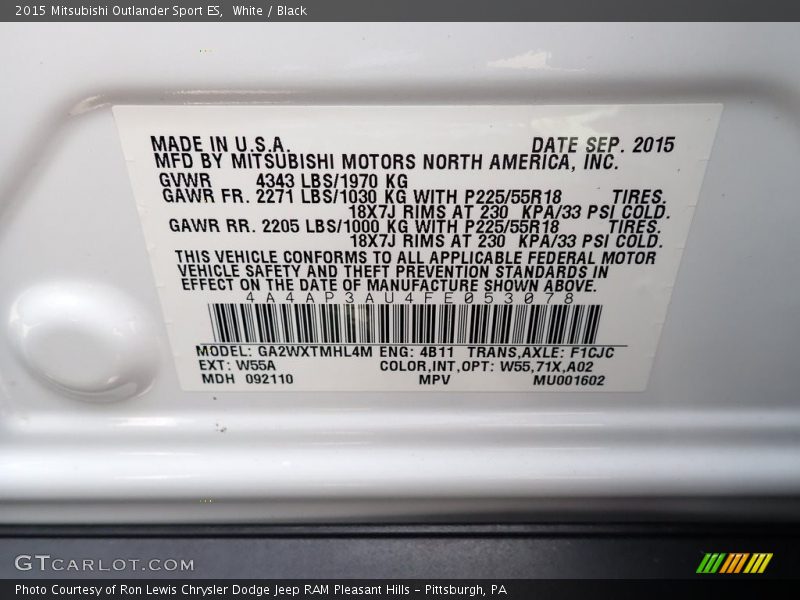 2015 Mitsubishi Outlander Sport ES,  White / Black
MADE IN U.S.A. DATE SEP. 2015
MFD BY MITSUBISHI MOTORS NORTH AMERICA, INC.
GVWR 4343 LBS/1970 KG
GAWR FR. 2271 LBS/1030 KG WITH P225/55R18 TIRES.
18X7J RIMS AT 230 KPA/33 PSI COLD.
GAWR RR. 2205 LBS/1000 KG WITH P225/55R18 TIRES.
18X7J RIMS AT 230 KPA/33 PSI COLD.
THIS VEHICLE CONFORMS TO ALL APPLICABLE FEDERAL MOTOR
VEHICLE SAFETY AND THEFT PREVENTION STANDARDS IN
EFFECT ON THE DATE OF MANUFACTURE SHOWN ABOVE.
4A4AP3AU4FE053078
MODEL: GA2WXTMHL4M ENG: 4B11 TRANS,AXLE: F1CJC
EXT: W55A COLOR,INT,OPT: W55,71X,A02
MDH 092110 MPV MU001602
GTCARLOT.COM
Photo Courtesy of Ron Lewis Chrysler Dodge Jeep RAM Pleasant Hills - Pittsburgh, PA